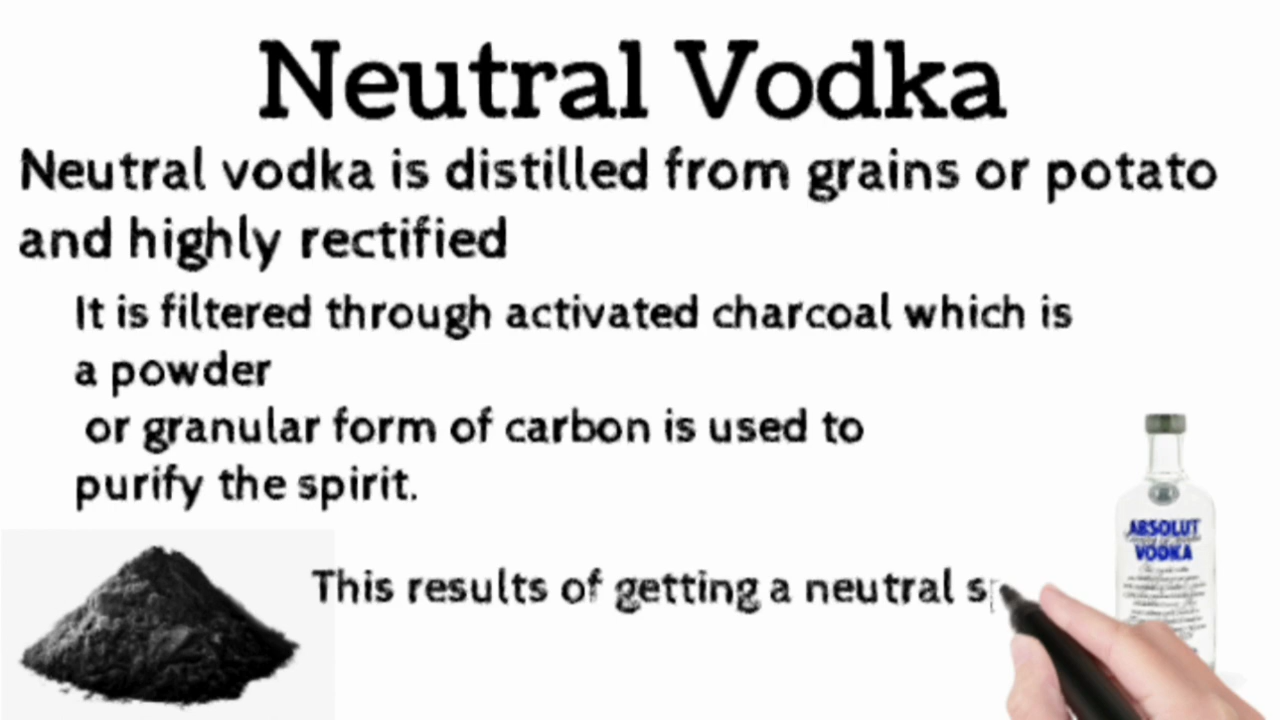 Neutral Vodka
Neutral vodka is distilled from grains or potato
and highly rectified
It is filtered through activated charcoal which is
a powder
or granular form of carbon is used to
purify the spirit.
This results of getting a neutral s
ABSOLUT
VODKA